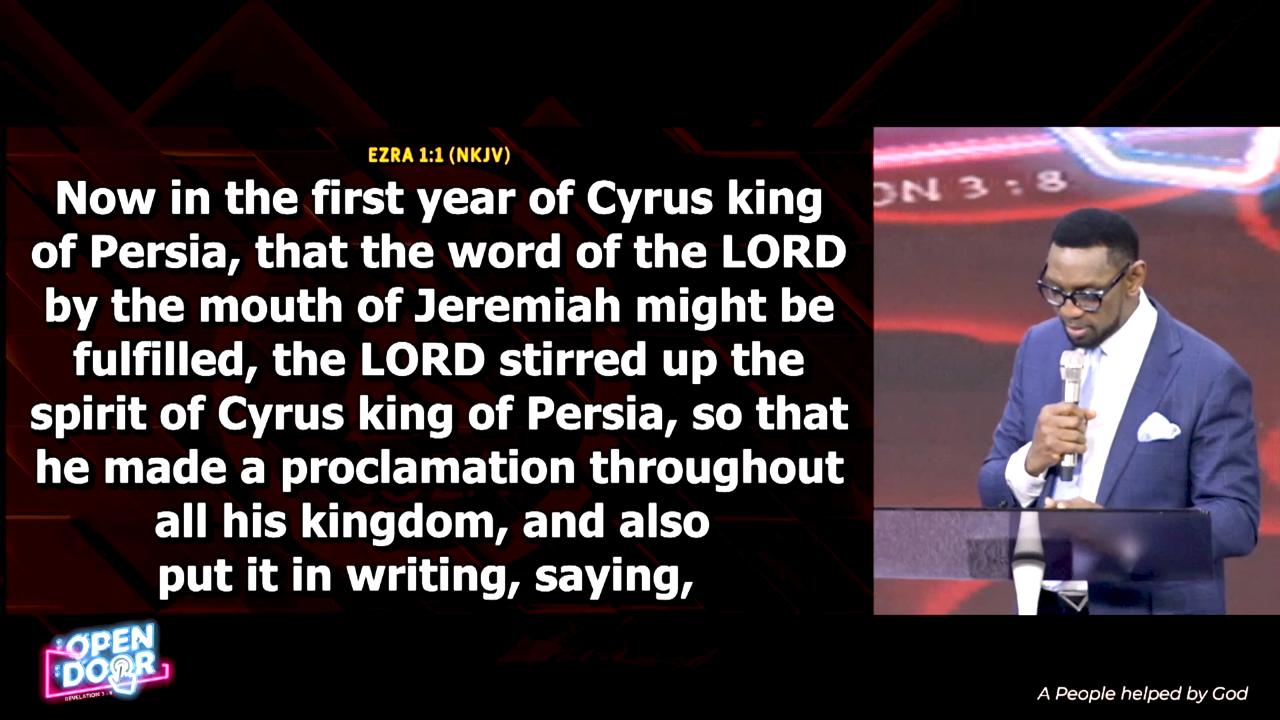 EZRA 1:1 (NKJV)
Now in the first year of Cyrus king
of Persia, that the word of the LORD
by the mouth of Jeremiah might be
fulfilled, the LORD stirred up the
spirit of Cyrus king of Persia, so that
he made a proclamation throughout
all his kingdom, and also
put it in writing, saying,
ON 3 : 8
OPEN
DOOR
REVELATION 3 : 8
A People helped by God